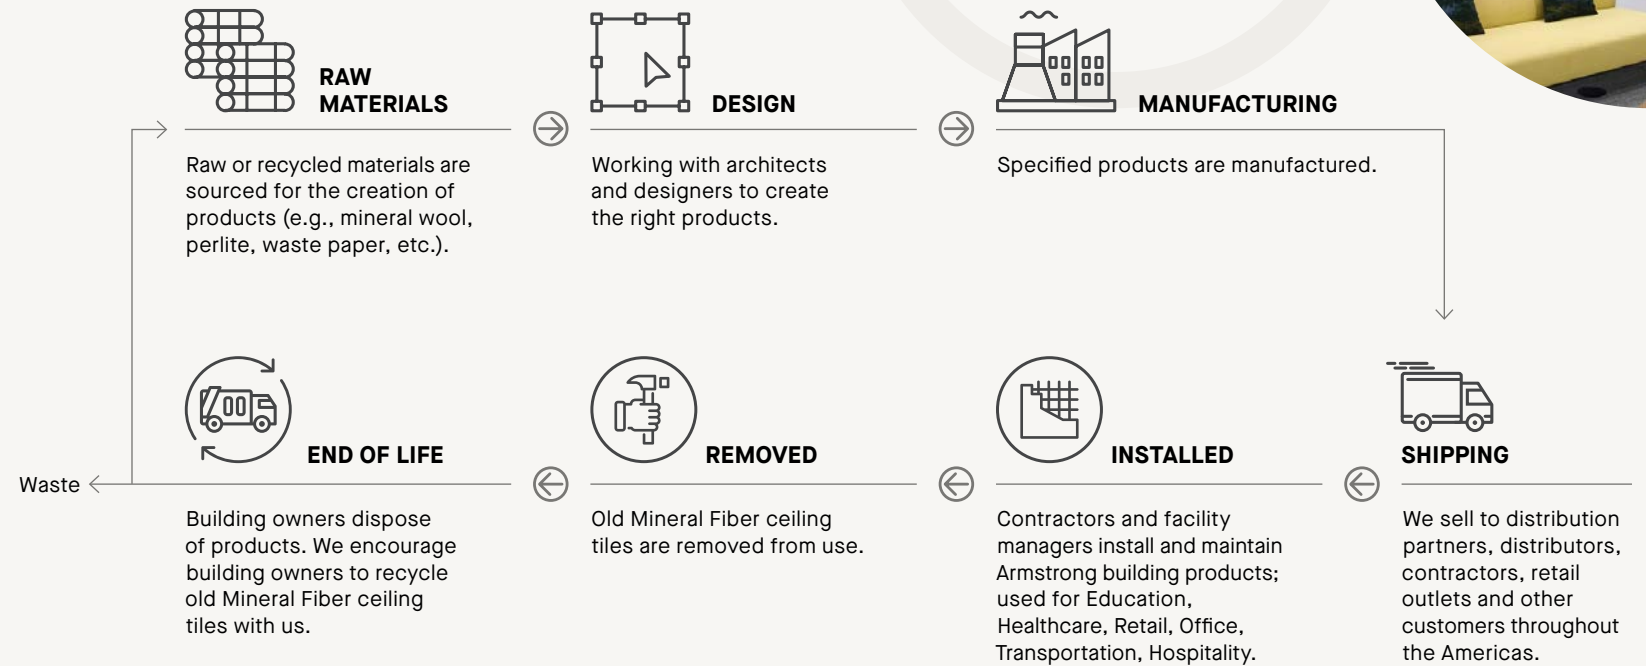 RAW
MATERIALS
Raw or recycled materials are
sourced for the creation of
products (e.g., mineral wool,
perlite, waste paper, etc.).
DESIGN
Working with architects
and designers to create
the right products.
MANUFACTURING
Specified products are manufactured.
Waste
END OF LIFE
Building owners dispose
of products. We encourage
building owners to recycle
old Mineral Fiber ceiling
tiles with us.
REMOVED
Old Mineral Fiber ceiling
tiles are removed from use.
INSTALLED
Contractors and facility
managers install and maintain
Armstrong building products;
used for Education,
Healthcare, Retail, Office,
Transportation, Hospitality.
SHIPPING
We sell to distribution
partners, distributors,
contractors, retail
outlets and other
customers throughout
the Americas.